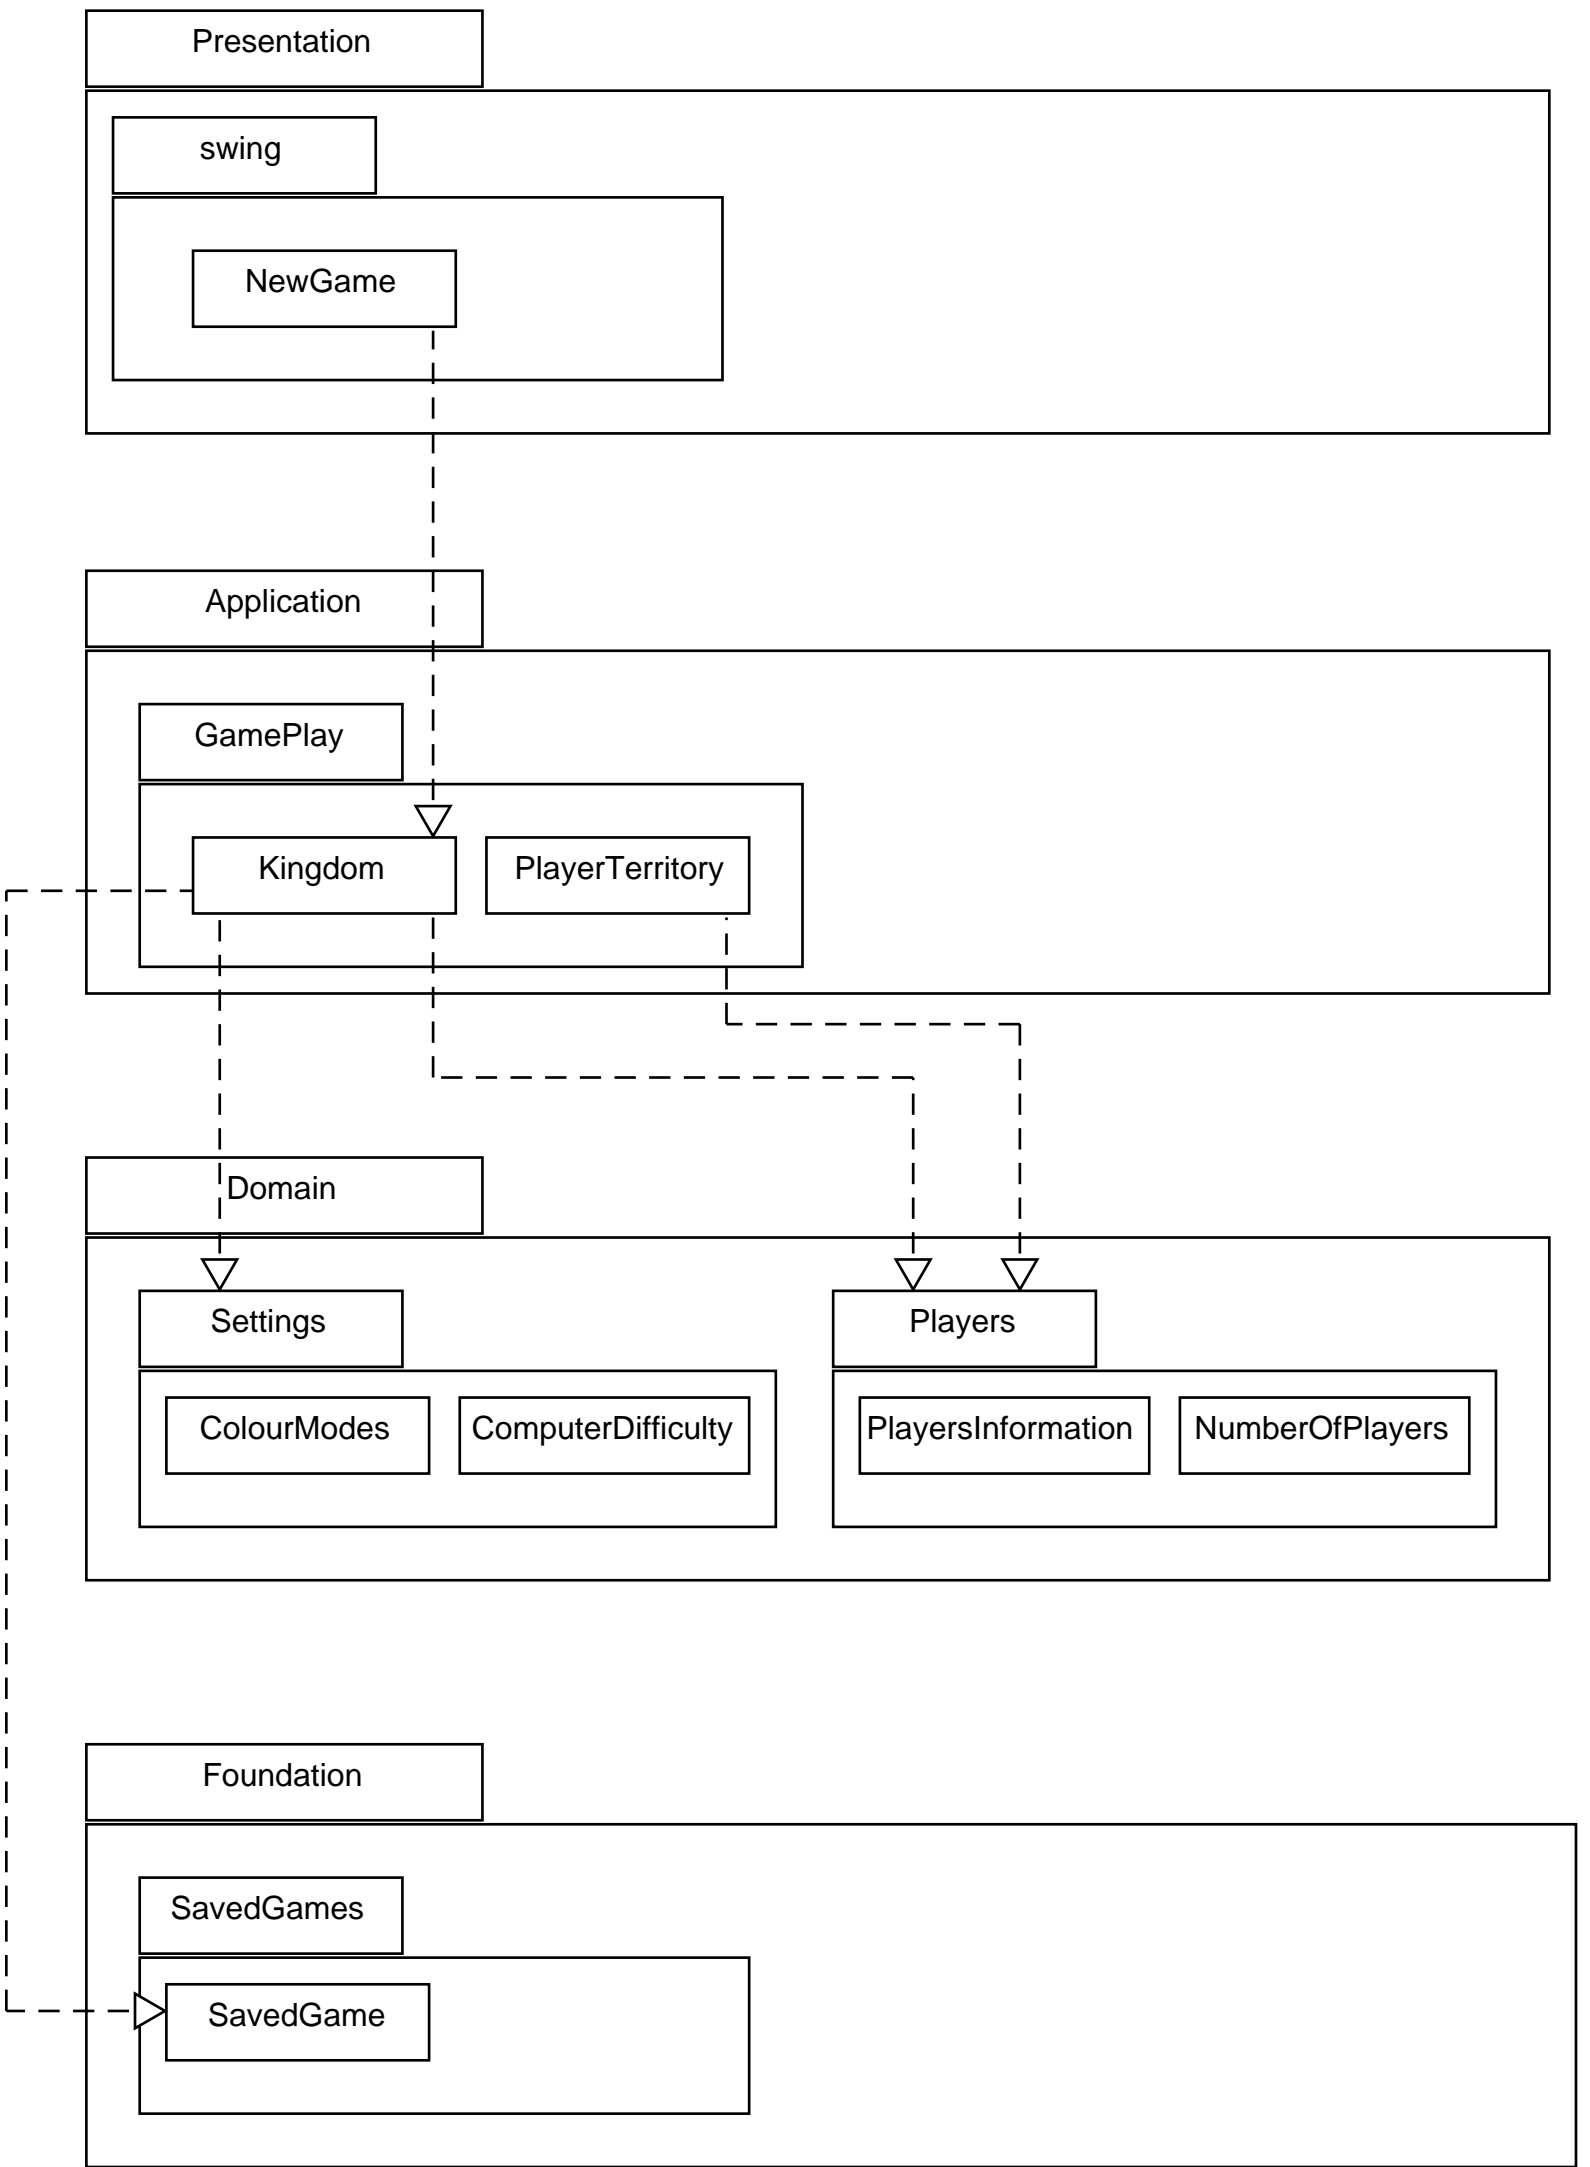 Presentation
swing
NewGame
Application
GamePlay
Kingdom
PlayerTerritory
Domain
Settings
Players
ColourModes
ComputerDifficulty
PlayersInformation
NumberOfPlayers
Foundation
SavedGames
SavedGame